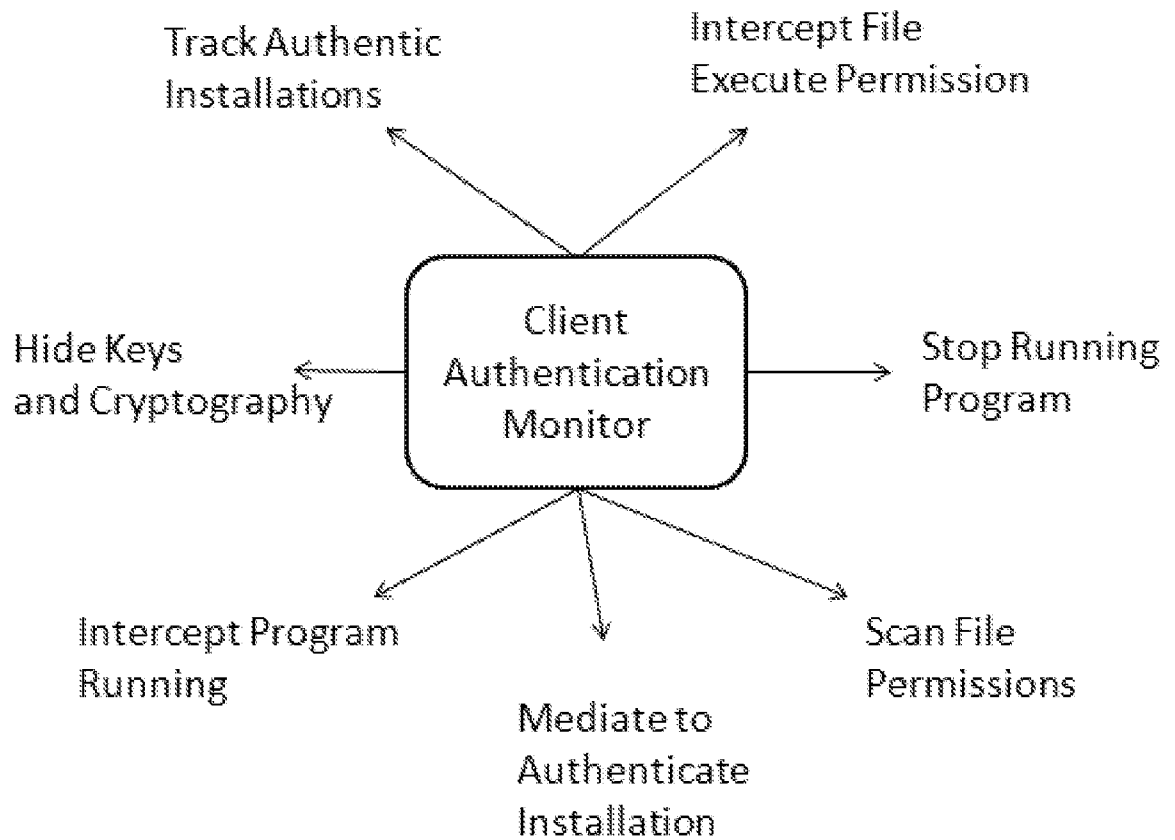 Track Authentic
Installations
Intercept File
Execute Permission
Client
Authentication
Monitor
Hide Keys
and Cryptography
Stop Running
Program
Intercept Program
Running
Mediate to
Authenticate
Installation
Scan File
Permissions